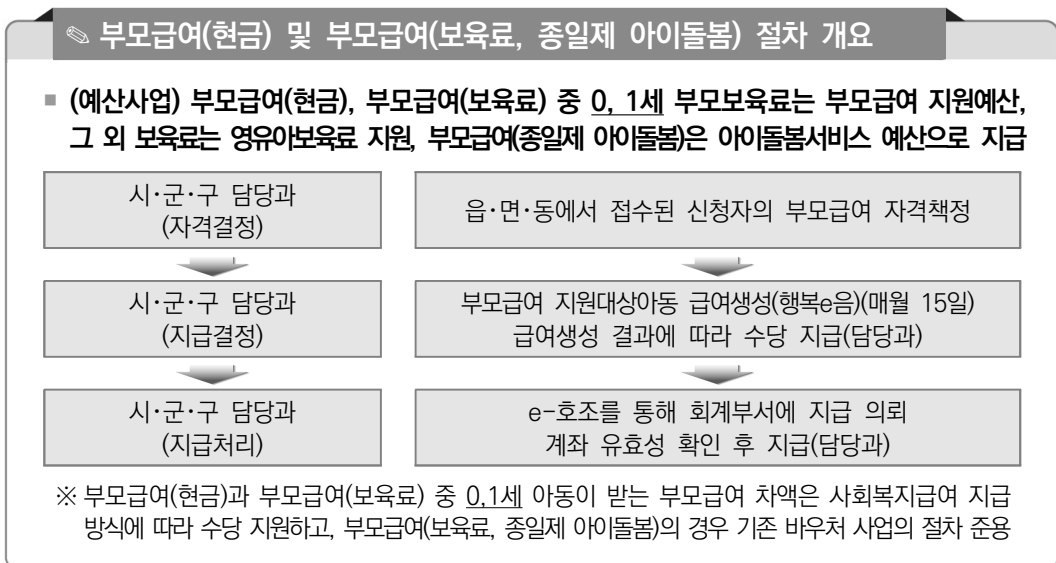 ✎ 부모급여(현금) 및 부모급여(보육료, 종일제 아이돌봄) 절차 개요
■ (예산사업) 부모급여(현금), 부모급여(보육료) 중 0, 1세 부모보육료는 부모급여 지원예산,
그 외 보육료는 영유아보육료 지원, 부모급여(종일제 아이돌봄)은 아이돌봄서비스 예산으로 지급
시·군·구 담당과
(자격결정)
읍·면·동에서 접수된 신청자의 부모급여 자격책정
시·군·구 담당과
(지급결정)
부모급여 지원대상아동 급여생성(행복e음)(매월 15일)
급여생성 결과에 따라 수당 지급(담당과)
시·군·구 담당과
(지급처리)
e-호조를 통해 회계부서에 지급 의뢰
계좌 유효성 확인 후 지급(담당과)
※ 부모급여(현금)과 부모급여(보육료) 중 0,1세 아동이 받는 부모급여 차액은 사회복지급여 지급
방식에 따라 수당 지원하고, 부모급여(보육료, 종일제 아이돌봄)의 경우 기존 바우처 사업의 절차 준용